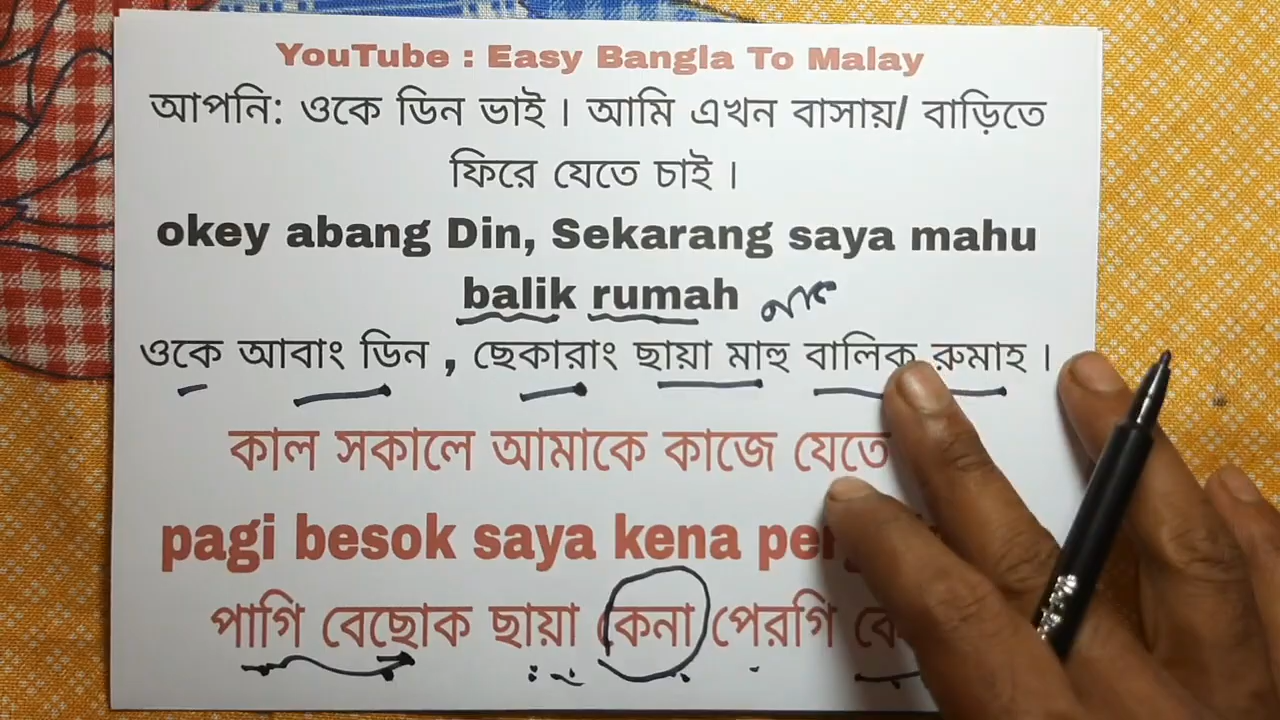 YouTube : Easy Bangla To Malay
আপনি: ওকে ডিন ভাই। আমি এখন বাসায়/ বাড়িতে
ফিরে যেতে চাই।
okey abang Din, Sekarang saya mahu
balik rumah
ওকে আবাং ডিন , ছেকারাং ছায়া মাহু বালিক রুমাহ ।
কাল সকালে আমাকে কাজে যেতে
pagi besok saya kena
পাগি বেছোক ছায়া কেনা পেরগি